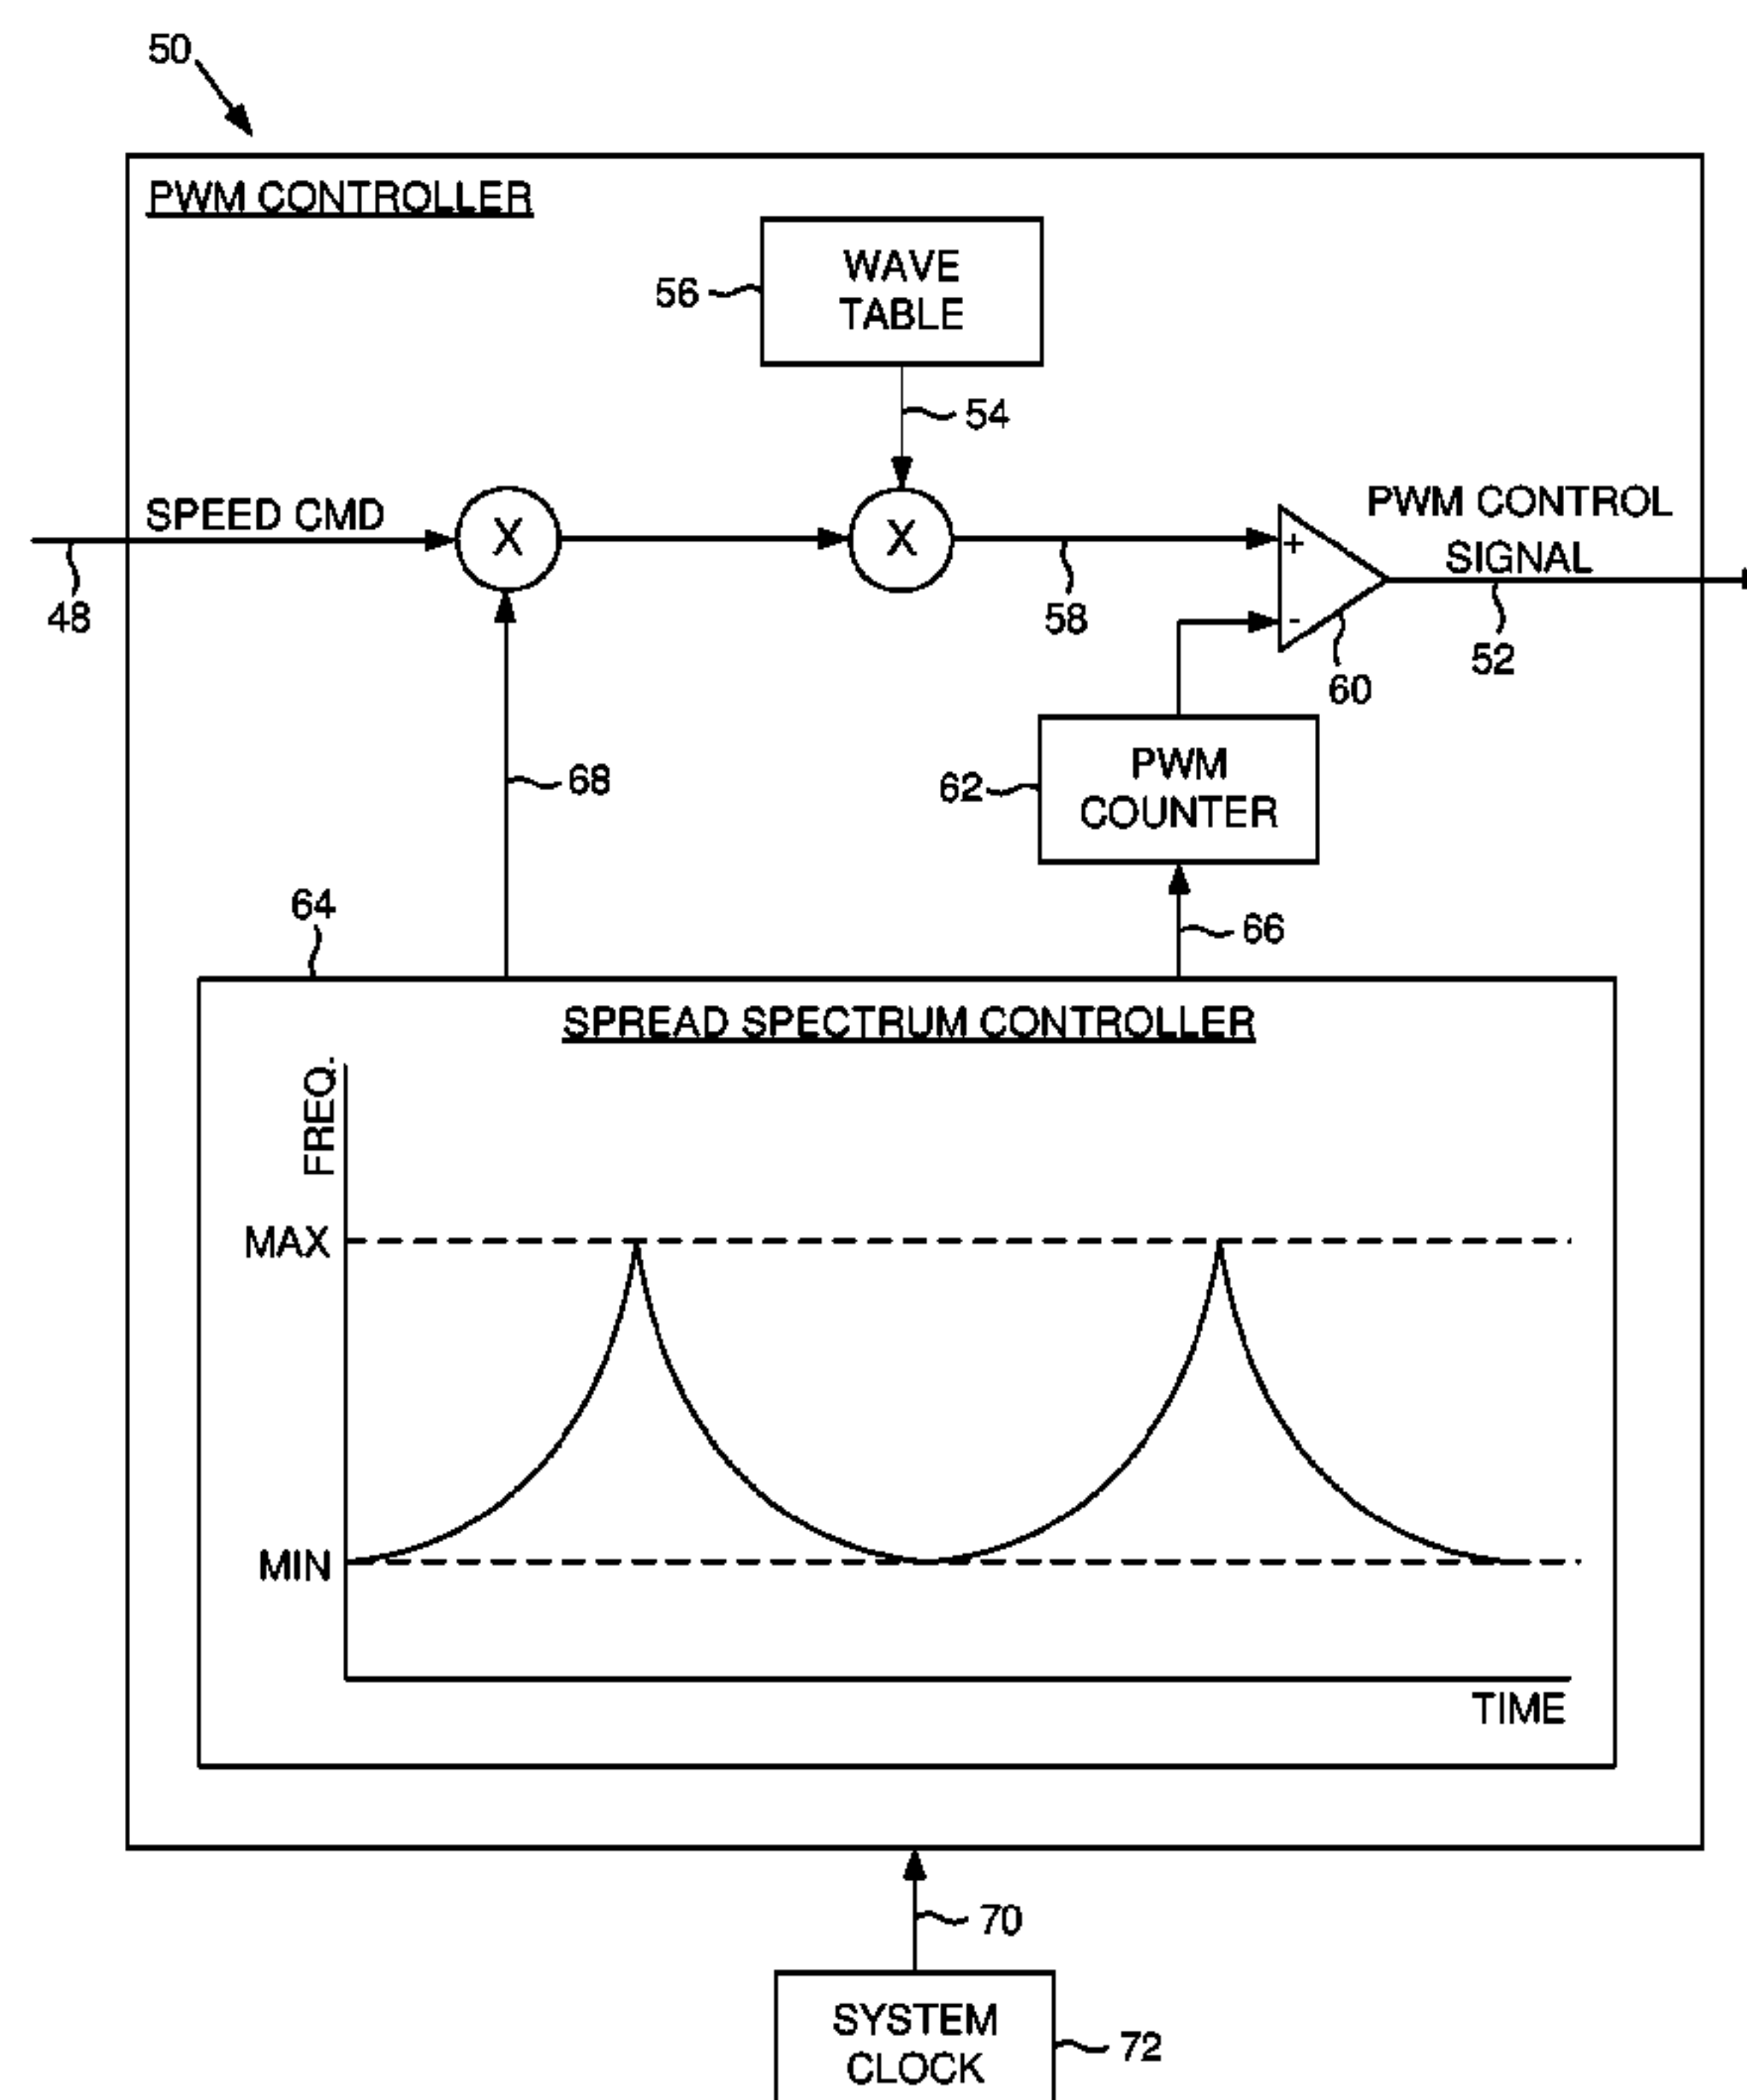 50
PWM CONTROLLER
WAVE
TABLE
56
54
SPEED CMD
48
X
X
58
+
-
PWM CONTROL
SIGNAL
52
60
68
62
PWM
COUNTER
64
66
SPREAD SPECTRUM CONTROLLER
FREQ.
MAX
MIN
TIME
70
SYSTEM
CLOCK
72